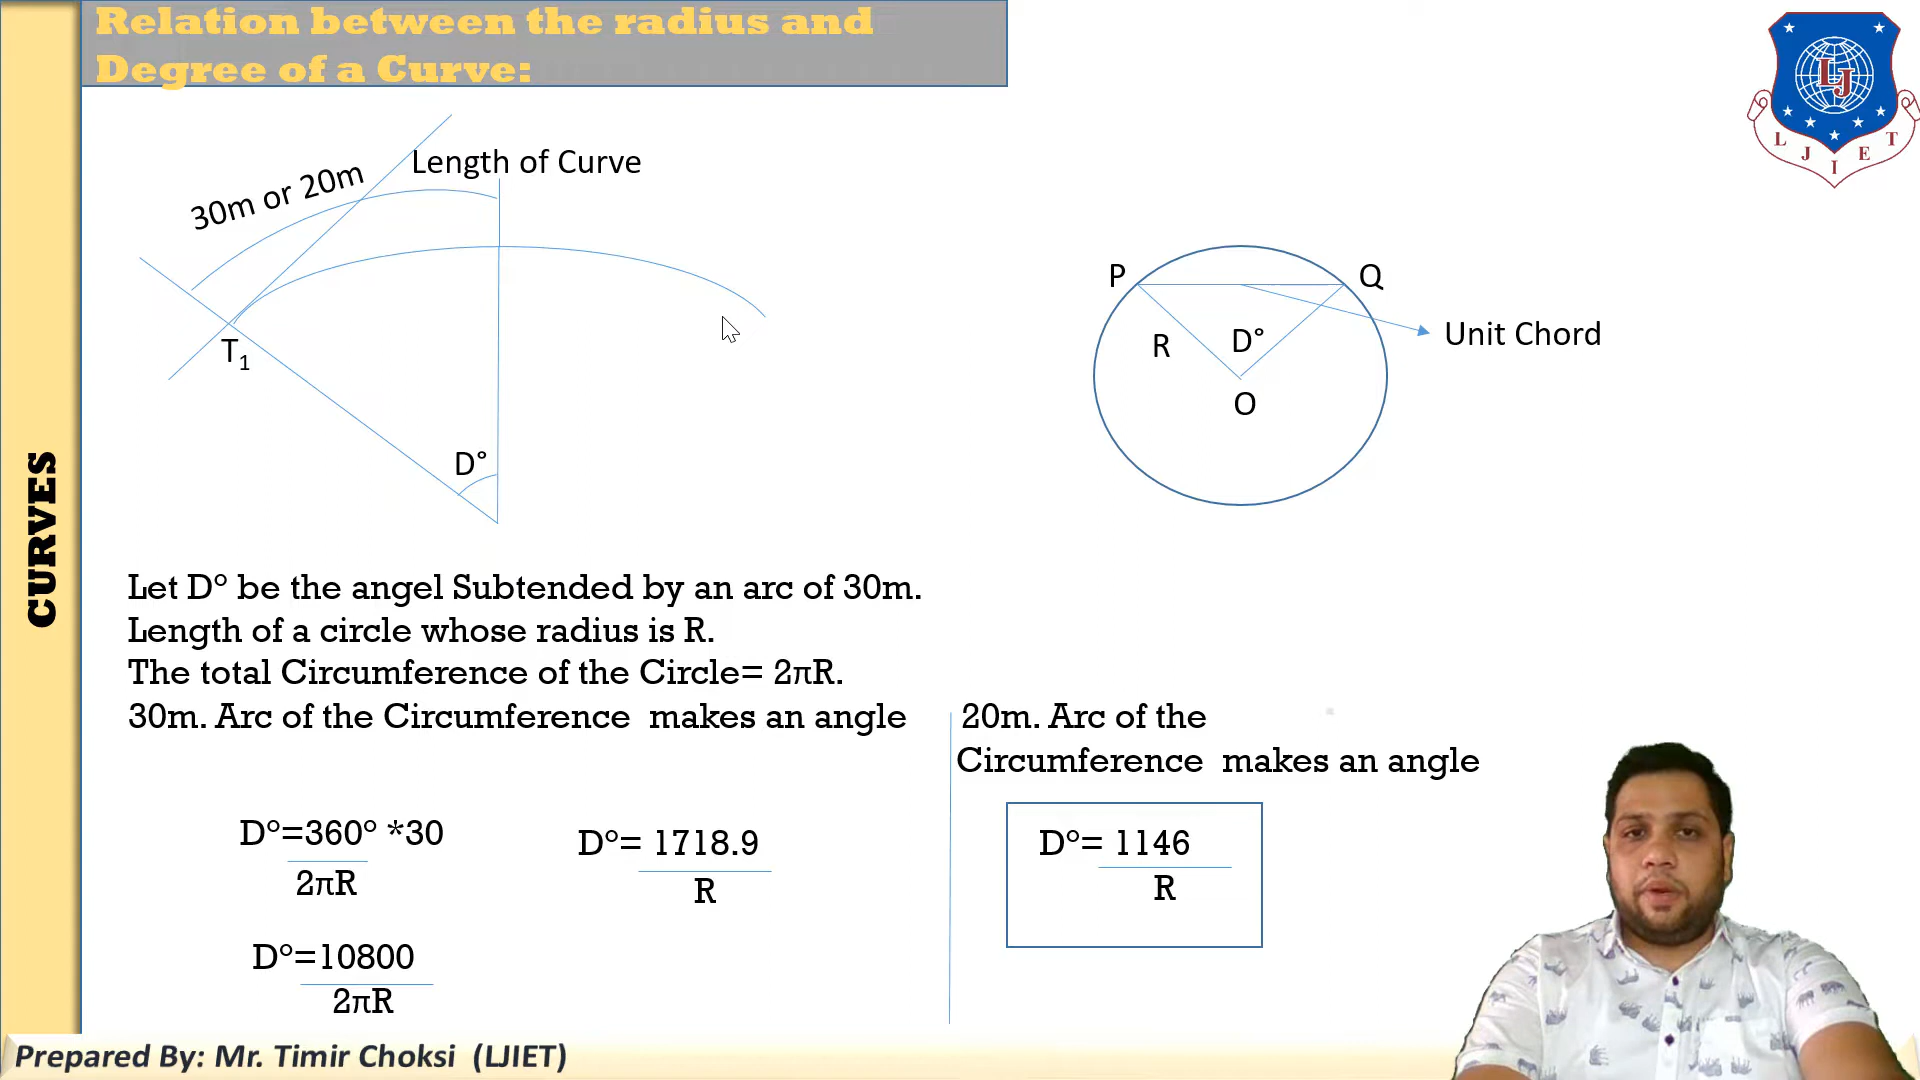 Relation between the radius and
Degree of a Curve:
LJ
L J I E T
30m or 20m
Length of Curve
T1
D°
P
Q
R
D°
O
Unit Chord
CURVES
Let D° be the angel Subtended by an arc of 30m.
Length of a circle whose radius is R.
The total Circumference of the Circle= 2πR.
30m. Arc of the Circumference makes an angle
D°=360° *30
2πR
D°= 1718.9
R
D°=10800
2πR
20m. Arc of the
Circumference makes an angle
D°= 1146
R
Prepared By: Mr. Timir Choksi (LJIET)